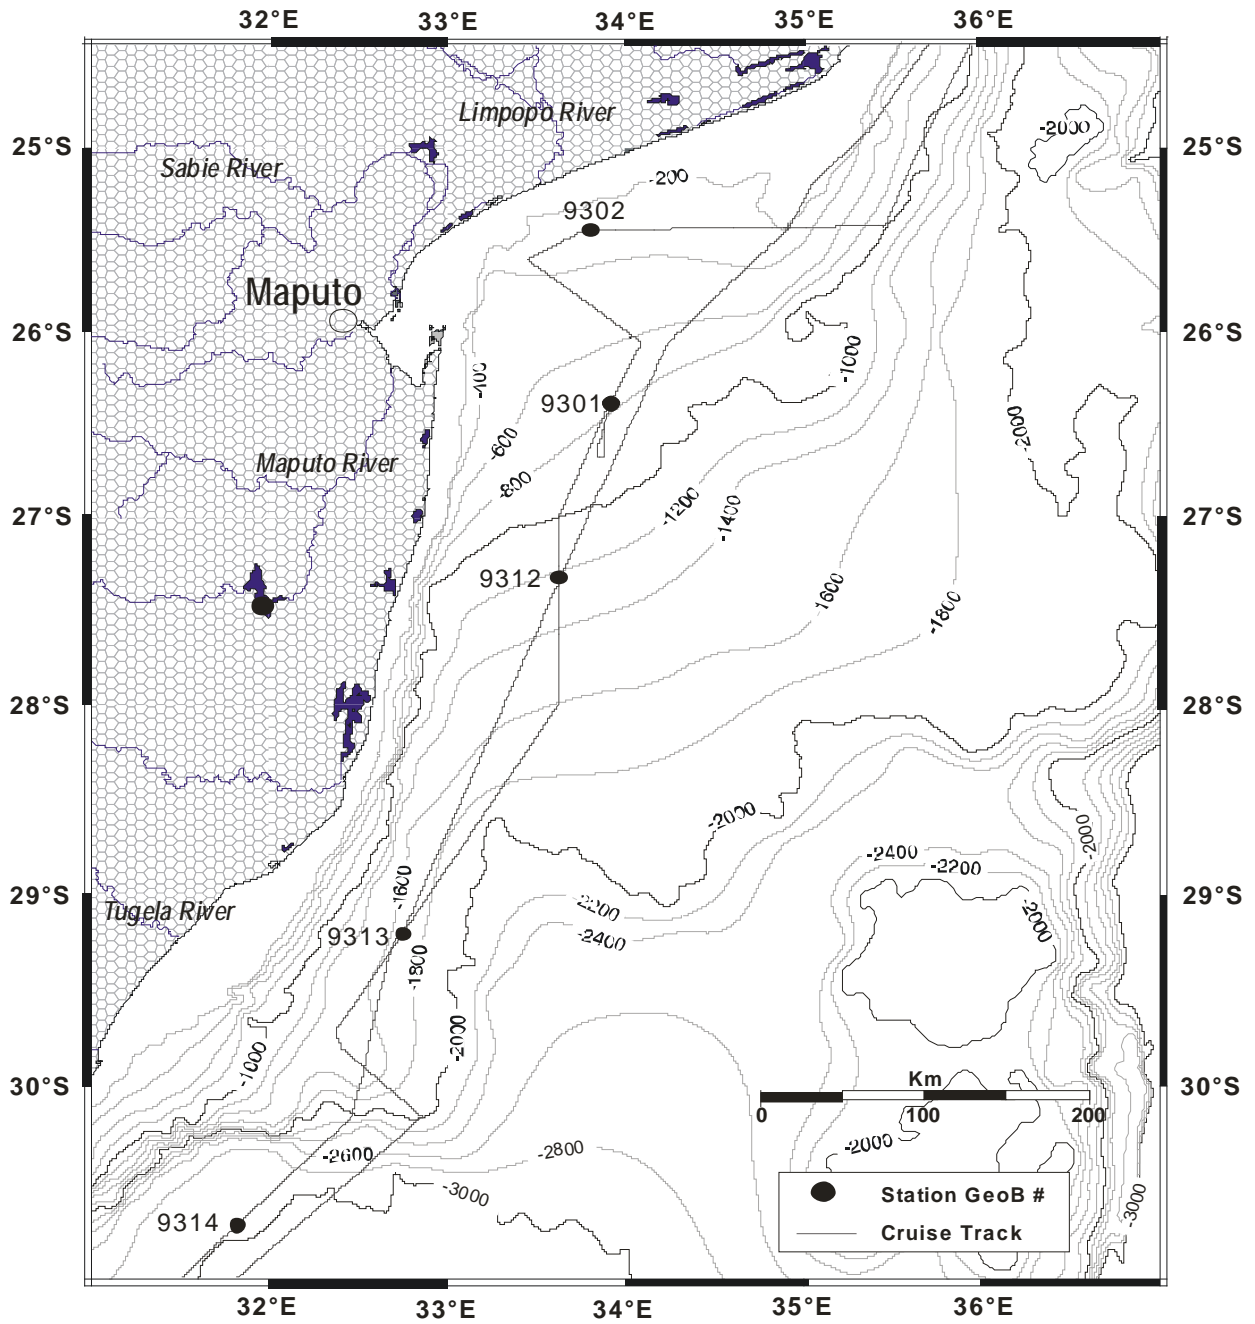 32°E 33°E 34°E 35°E 36°E
Limpopo River
-2000
25°S 25°S
Sabie River
-200
9302
Maputo
26°S 26°S
-1000
-400
9301
-2000
-600
Maputo River
-800
-1200
-1400
27°S 27°S
9312
1600
-1800
28°S 28°S
-2000
-2000
-2400
-2200
-1600
29°S 29°S
-2200
-2000
Tugela River
9313
-2400
-1800
-2000
-1000
30°S 30°S
Km
0 100 200
-2000
-2600
-2800
-3000
-3000
9314
Station GeoB #
Cruise Track
32°E 33°E 34°E 35°E 36°E